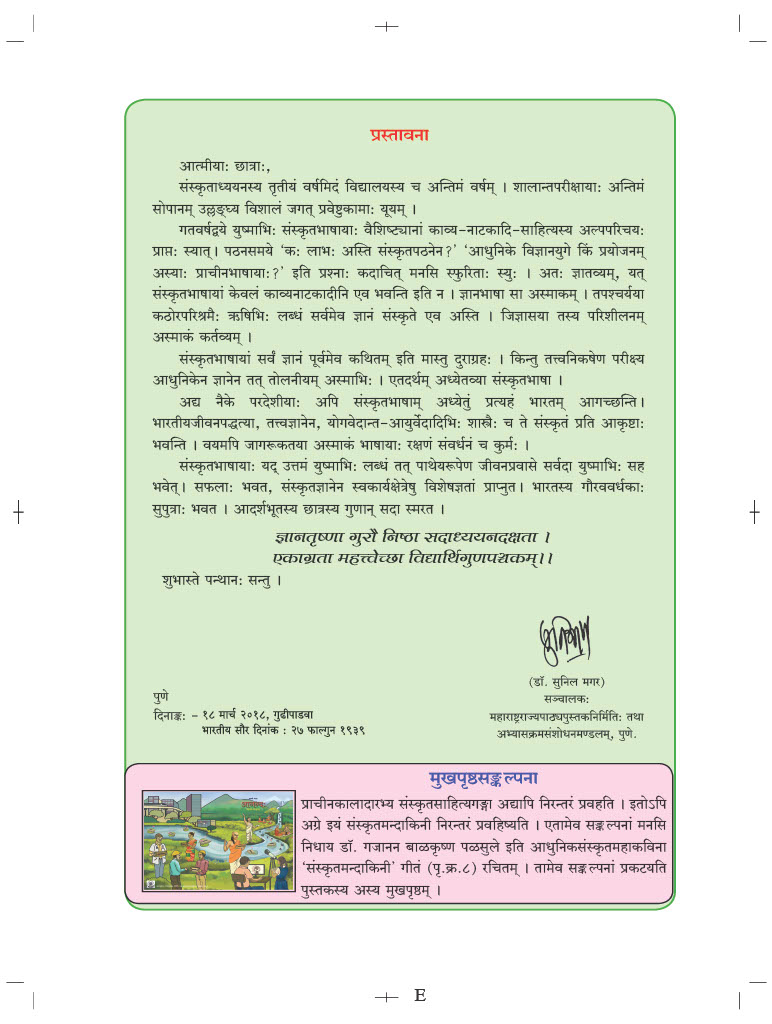 प्रस्तावना
आत्मीया: छात्रा:,
संस्कृताध्ययनस्य तृतीयं वर्षमिदं विद्यालयस्य च अन्तिमं वर्षम् । शालान्तपरीक्षाया: अन्तिमं
सोपानम् उल्लङ्घ्य विशालं जगत् प्रवेष्टुकामा: यूयम् ।
गतवर्षद्वये युष्माभि: संस्कृतभाषाया: वैशिष्ट्यानां काव्य-नाटकादि-साहित्यस्य अल्पपरिचय:
प्राप्त: स्यात्। पठनसमये ‘क: लाभ: अस्ति संस्कृतपठनेन?’ ‘आधुनिके विज्ञानयुगे किं प्रयोजनम्
अस्या: प्राचीनभाषाया:?’ इति प्रश्ना: कदाचित् मनसि स्फुरिता: स्यु: । अत: ज्ञातव्यम्, यत्
संस्कृतभाषायां केवलं काव्यनाटकादीनि एव भवन्ति इति न । ज्ञानभाषा सा अस्माकम् । तपश्चर्यया
कठोरपरिश्रमै: ऋषिभि: लब्धं सर्वमेव ज्ञानं संस्कृते एव अस्ति । जिज्ञासया तस्य परिशीलनम्
अस्माकं कर्तव्यम् ।
संस्कृतभाषायां सर्वं ज्ञानं पूर्वमेव कथितम् इति मास्तु दुराग्रह: । किन्तु तत्त्वनिकषेण परीक्ष्य
आधुनिकेन ज्ञानेन तत् तोलनीयम् अस्माभि: । एतदर्थम् अध्येतव्या संस्कृतभाषा ।
अद्य नैके परदेशीया: अपि संस्कृतभाषाम् अध्येतुं प्रत्यहं भारतम् आगच्छन्ति।
भारतीयजीवनपद्धत्या, तत्त्वज्ञानेन, योगवेदान्त-आयुर्वेदादिभि: शास्त्रै: च ते संस्कृतं प्रति आकृष्टा:
भवन्ति । वयमपि जागरूकतया अस्माकं भाषाया: रक्षणं संवर्धनं च कुर्म: ।
संस्कृतभाषाया: यद् उत्तमं युष्माभि: लब्धं तत् पाथेयरूपेण जीवनप्रवासे सर्वदा युष्माभि: सह
भवेत्। सफला: भवत, संस्कृतज्ञानेन स्वकार्यक्षेत्रेषु विशेषज्ञतां प्राप्नुत। भारतस्य गौरववर्धका:
सुपुत्रा: भवत । आदर्शभूतस्य छात्रस्य गुणान् सदा स्मरत ।
ज्ञानतृष्णा गुरौ निष्ठा सदाध्ययनदक्षता ।
एकाग्रता महत्त्वेच्छा विद्यार्थिगुणपञ्चकम्।।
शुभास्ते पन्थान: सन्तु ।
(डॉ. सुनिल मगर)
सञ्चालक:
महाराष्ट्रराज्यपाठ्यपुस्तकनिर्मिति: तथा
अभ्यासक्रमसंशोधनमण्डलम्, पुणे.
पुणे
दिनाङ्क: - १८ मार्च २०१८, गुढीपाडवा
भारतीय सौर दिनांक : २७ फाल्गुन १९३९
मुखपृष्ठसङ्कल्पना
प्राचीनकालादारभ्य संस्कृतसाहित्यगङ्गा अद्यापि निरन्तरं प्रवहति । इतोऽपि
अग्रे इयं संस्कृतमन्दाकिनी निरन्तरं प्रवहिष्यति । एतामेव सङ्कल्पनां मनसि
निधाय डॉ. गजानन बाळकृष्ण पळसुले इति आधुनिकसंस्कृतमहाकविना
‘संस्कृतमन्दाकिनी’ गीतं (पृ.क्र.८) रचितम् । तामेव सङ्कल्पनां प्रकटयति
पुस्तकस्य अस्य मुखपृष्ठम् ।
E